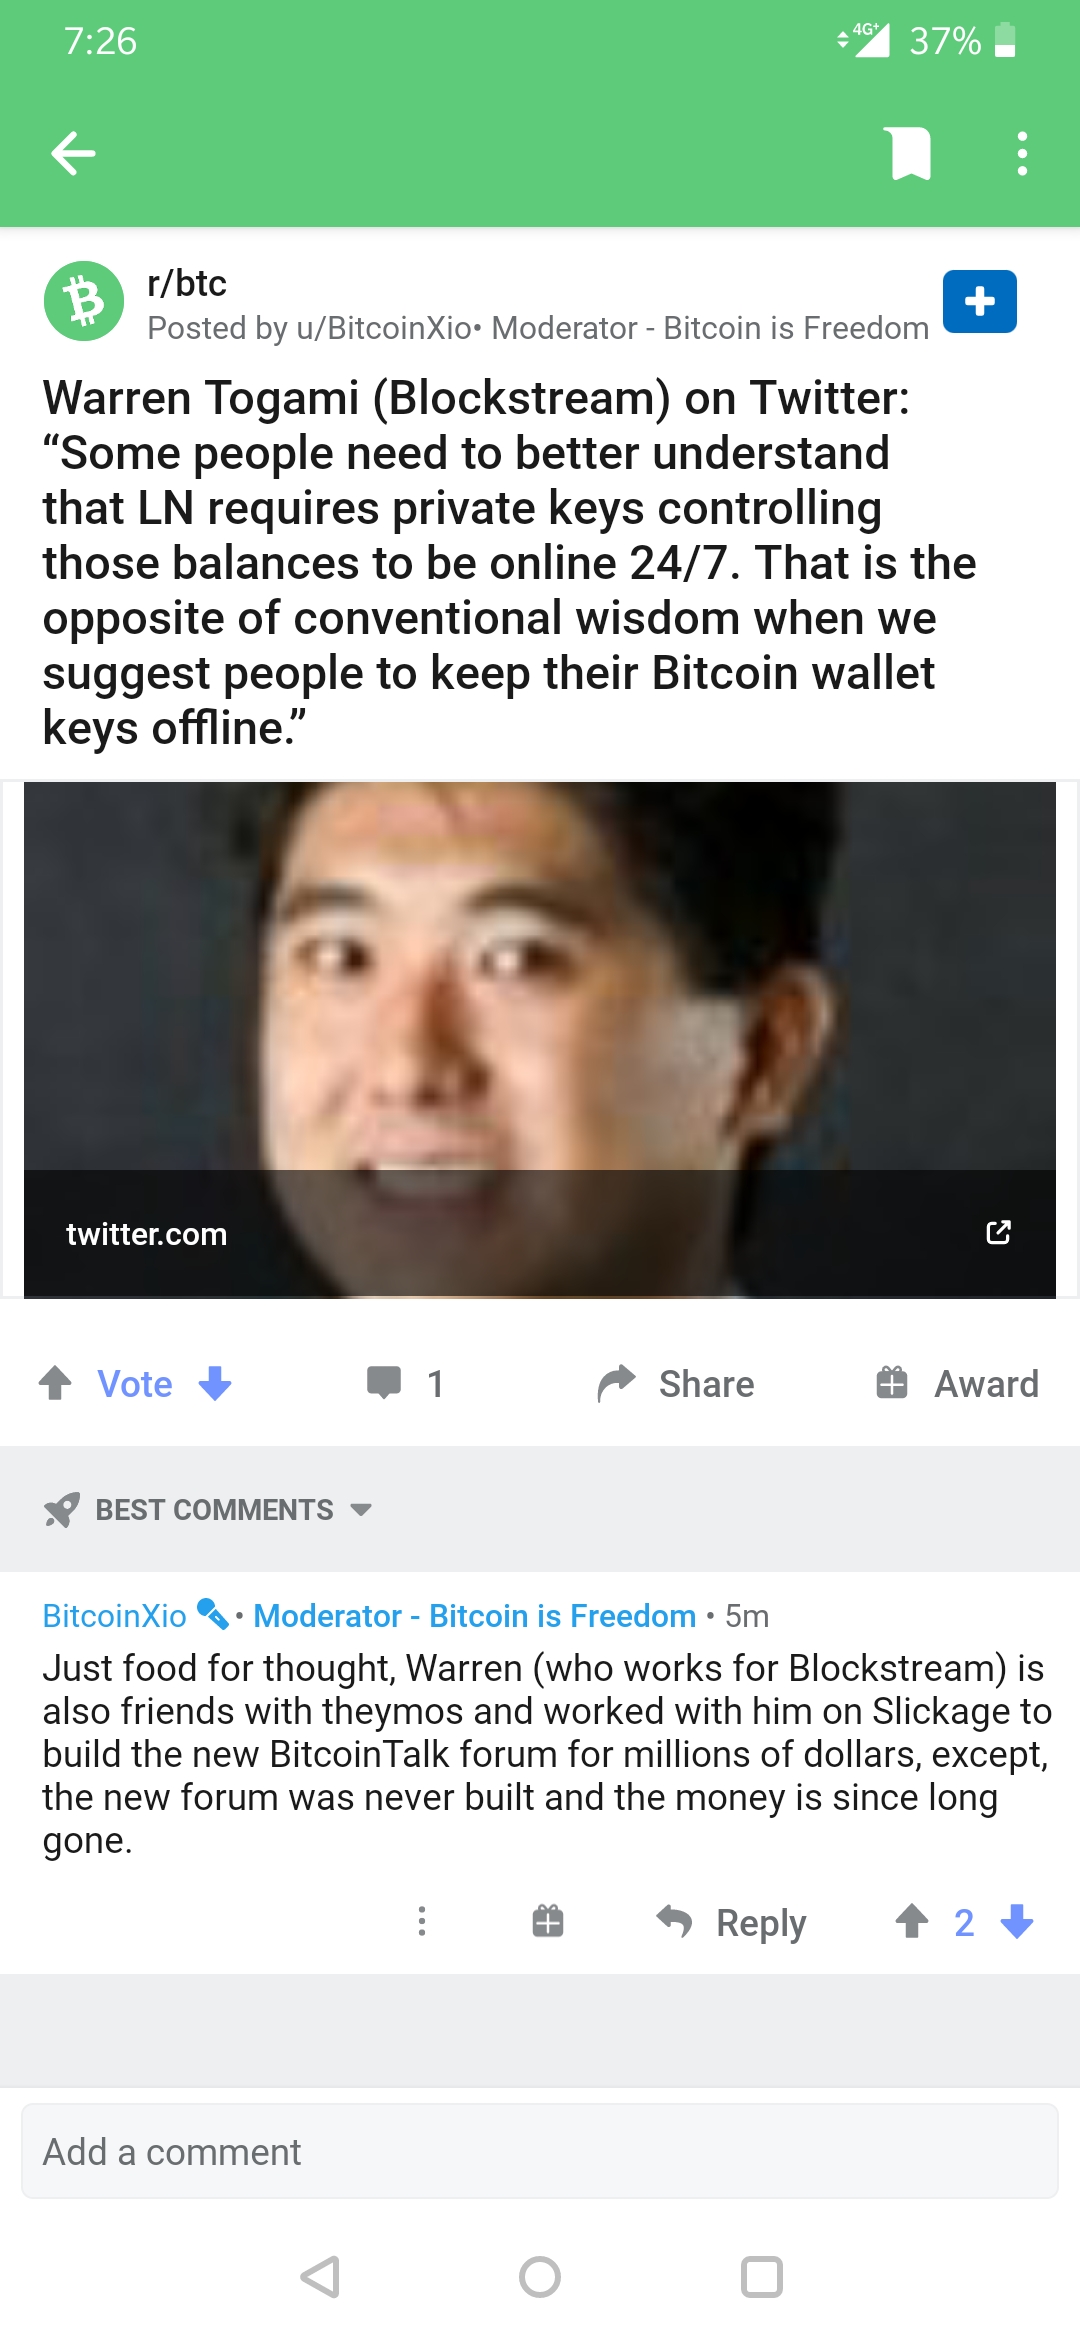 7:26
4G+ 37%
r/btc
Posted by u/BitcoinXio• Moderator - Bitcoin is Freedom
Warren Togami (Blockstream) on Twitter:
“Some people need to better understand
that LN requires private keys controlling
those balances to be online 24/7. That is the
opposite of conventional wisdom when we
suggest people to keep their Bitcoin wallet
keys offline.”
twitter.com
Vote 1 Share Award
BEST COMMENTS
BitcoinXio • Moderator - Bitcoin is Freedom • 5m
Just food for thought, Warren (who works for Blockstream) is
also friends with theymos and worked with him on Slickage to
build the new BitcoinTalk forum for millions of dollars, except,
the new forum was never built and the money is since long
gone.
Reply 2
Add a comment